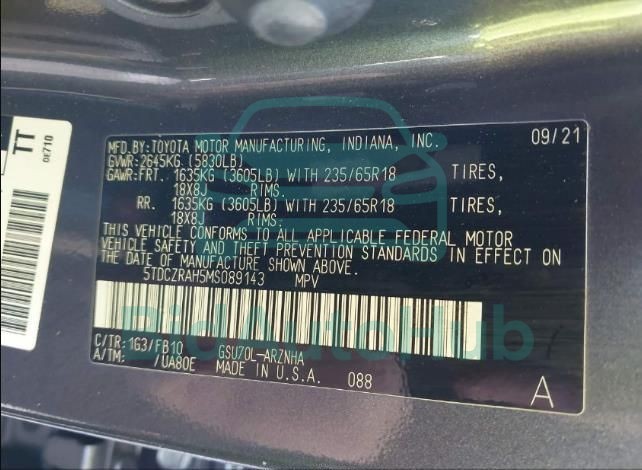 TT
0E710
MFD.BY:TOYOTA MOTOR MANUFACTURING, INDIANA, INC. 09/21
GVWR:2645KG (5830LB)
GAWR:FRT. 1635KG (3605LB) WITH 235/65R18 TIRES,
18X8J RIMS.
RR. 1635KG (3605LB) WITH 235/65R18 TIRES,
18X8J RIMS.
THIS VEHICLE CONFORMS TO ALL APPLICABLE FEDERAL MOTOR
VEHICLE SAFETY AND THEFT PREVENTION STANDARDS IN EFFECT ON
THE DATE OF MANUFACTURE SHOWN ABOVE.
5TDCZRAH5MS089143 MPV
BidAutoHub
C/TR:163/FB10 GSU70L-ARZNHA
A/TM: /UA80E MADE IN U.S.A. 088 A